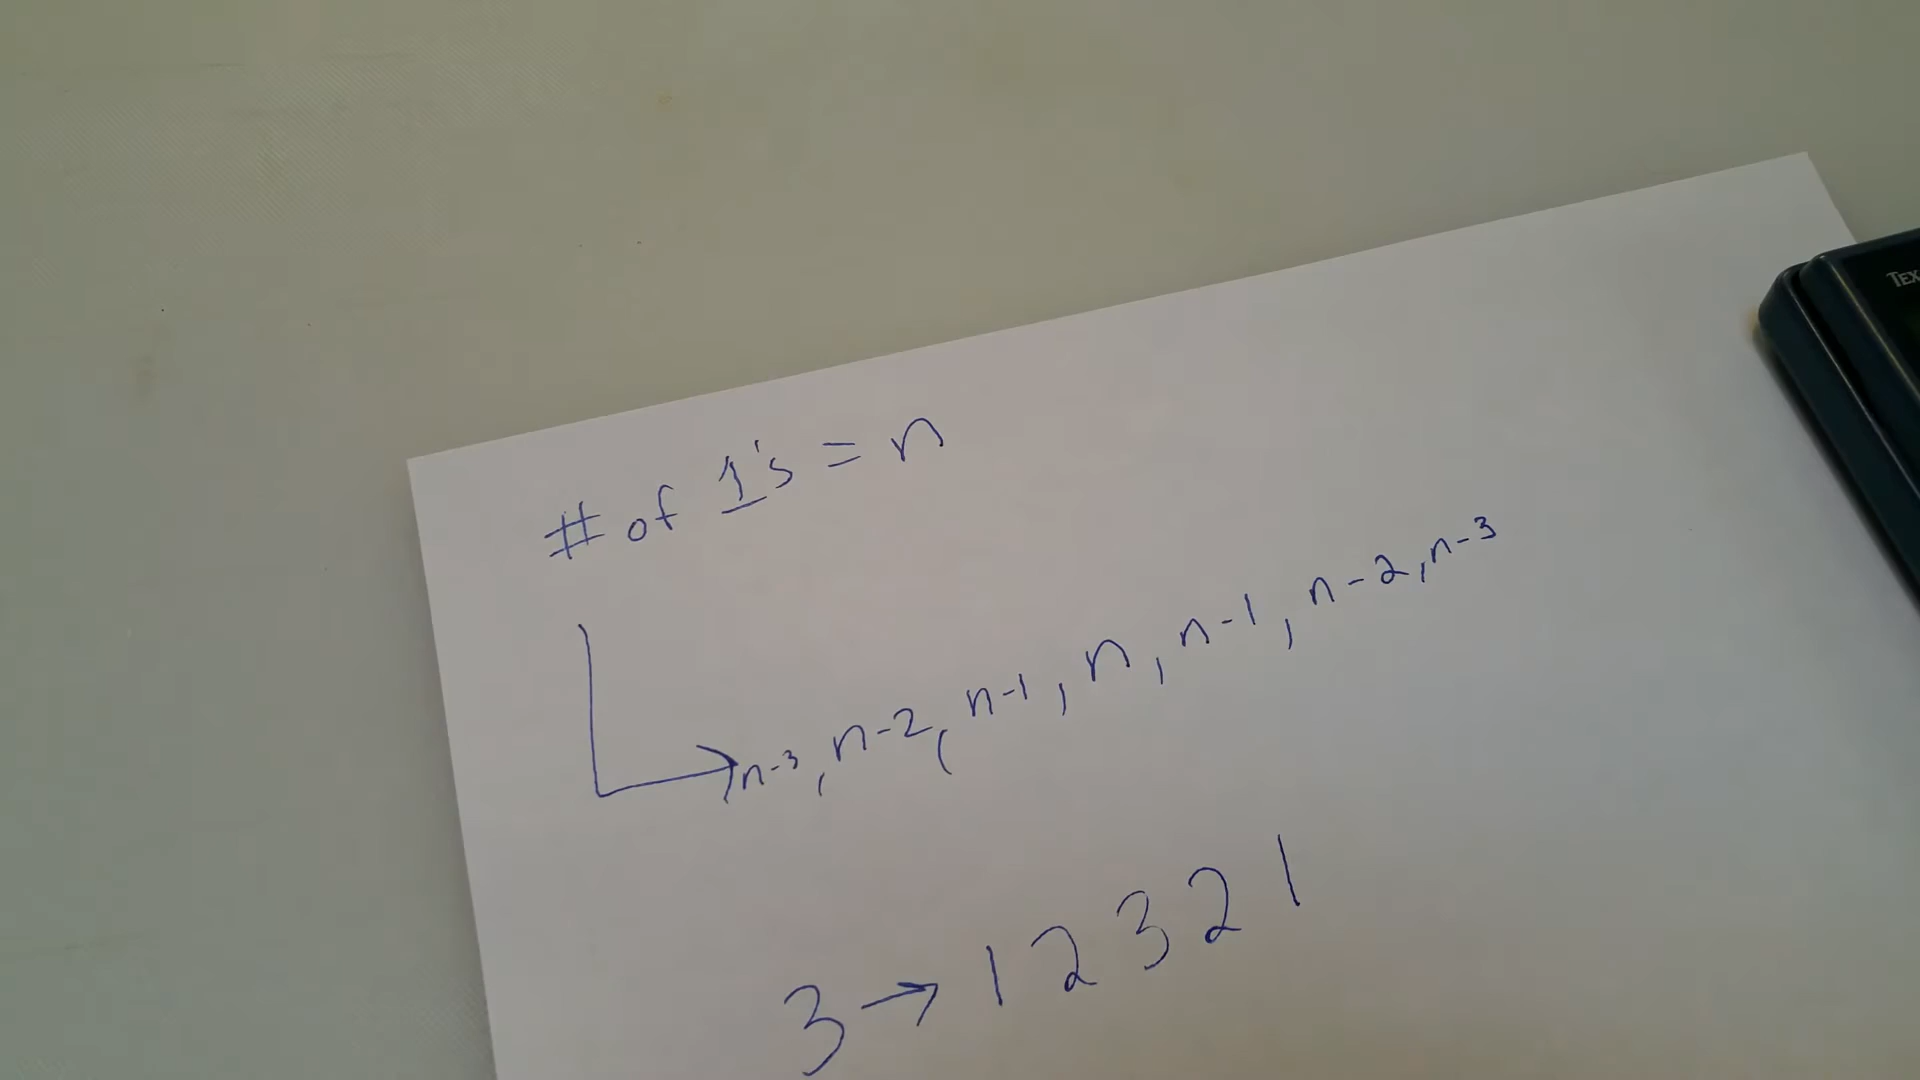 # of 1's = n
n-3, n-2, n-1, n, n-1, n-2, n-3
3 → 12321